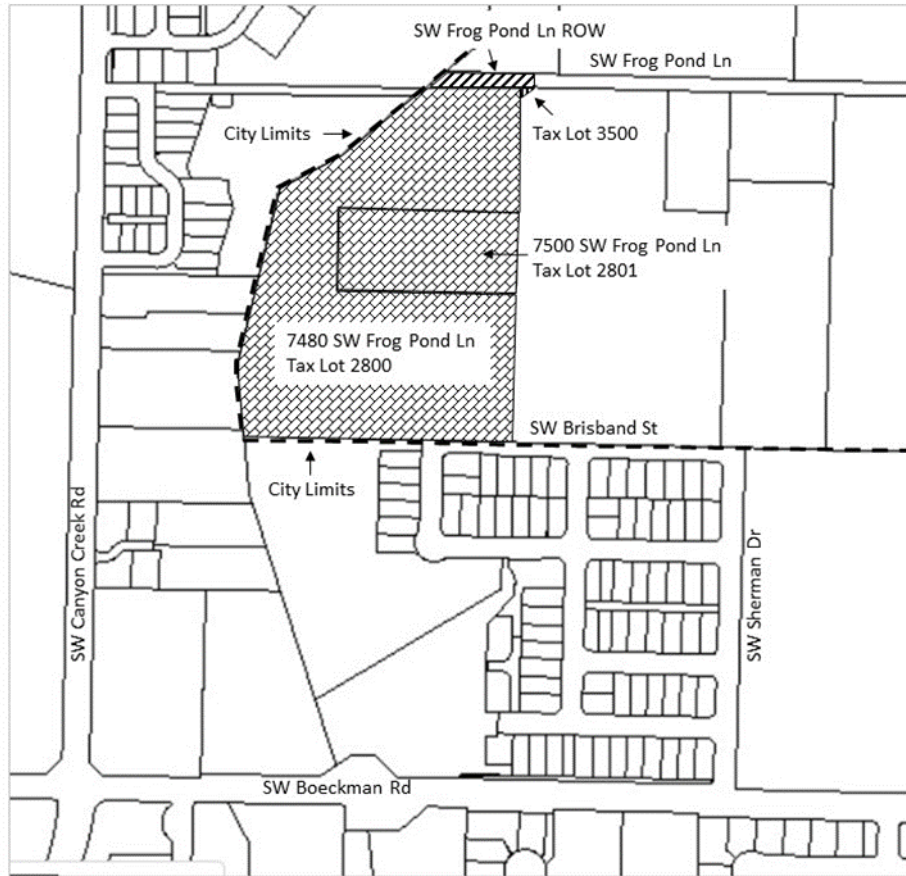 SW Frog Pond Ln ROW
SW Frog Pond Ln
City Limits
Tax Lot 3500
7500 SW Frog Pond Ln
Tax Lot 2801
7480 SW Frog Pond Ln
Tax Lot 2800
SW Brisband St
City Limits
SW Canyon Creek Rd
SW Sherman Dr
SW Boeckman Rd